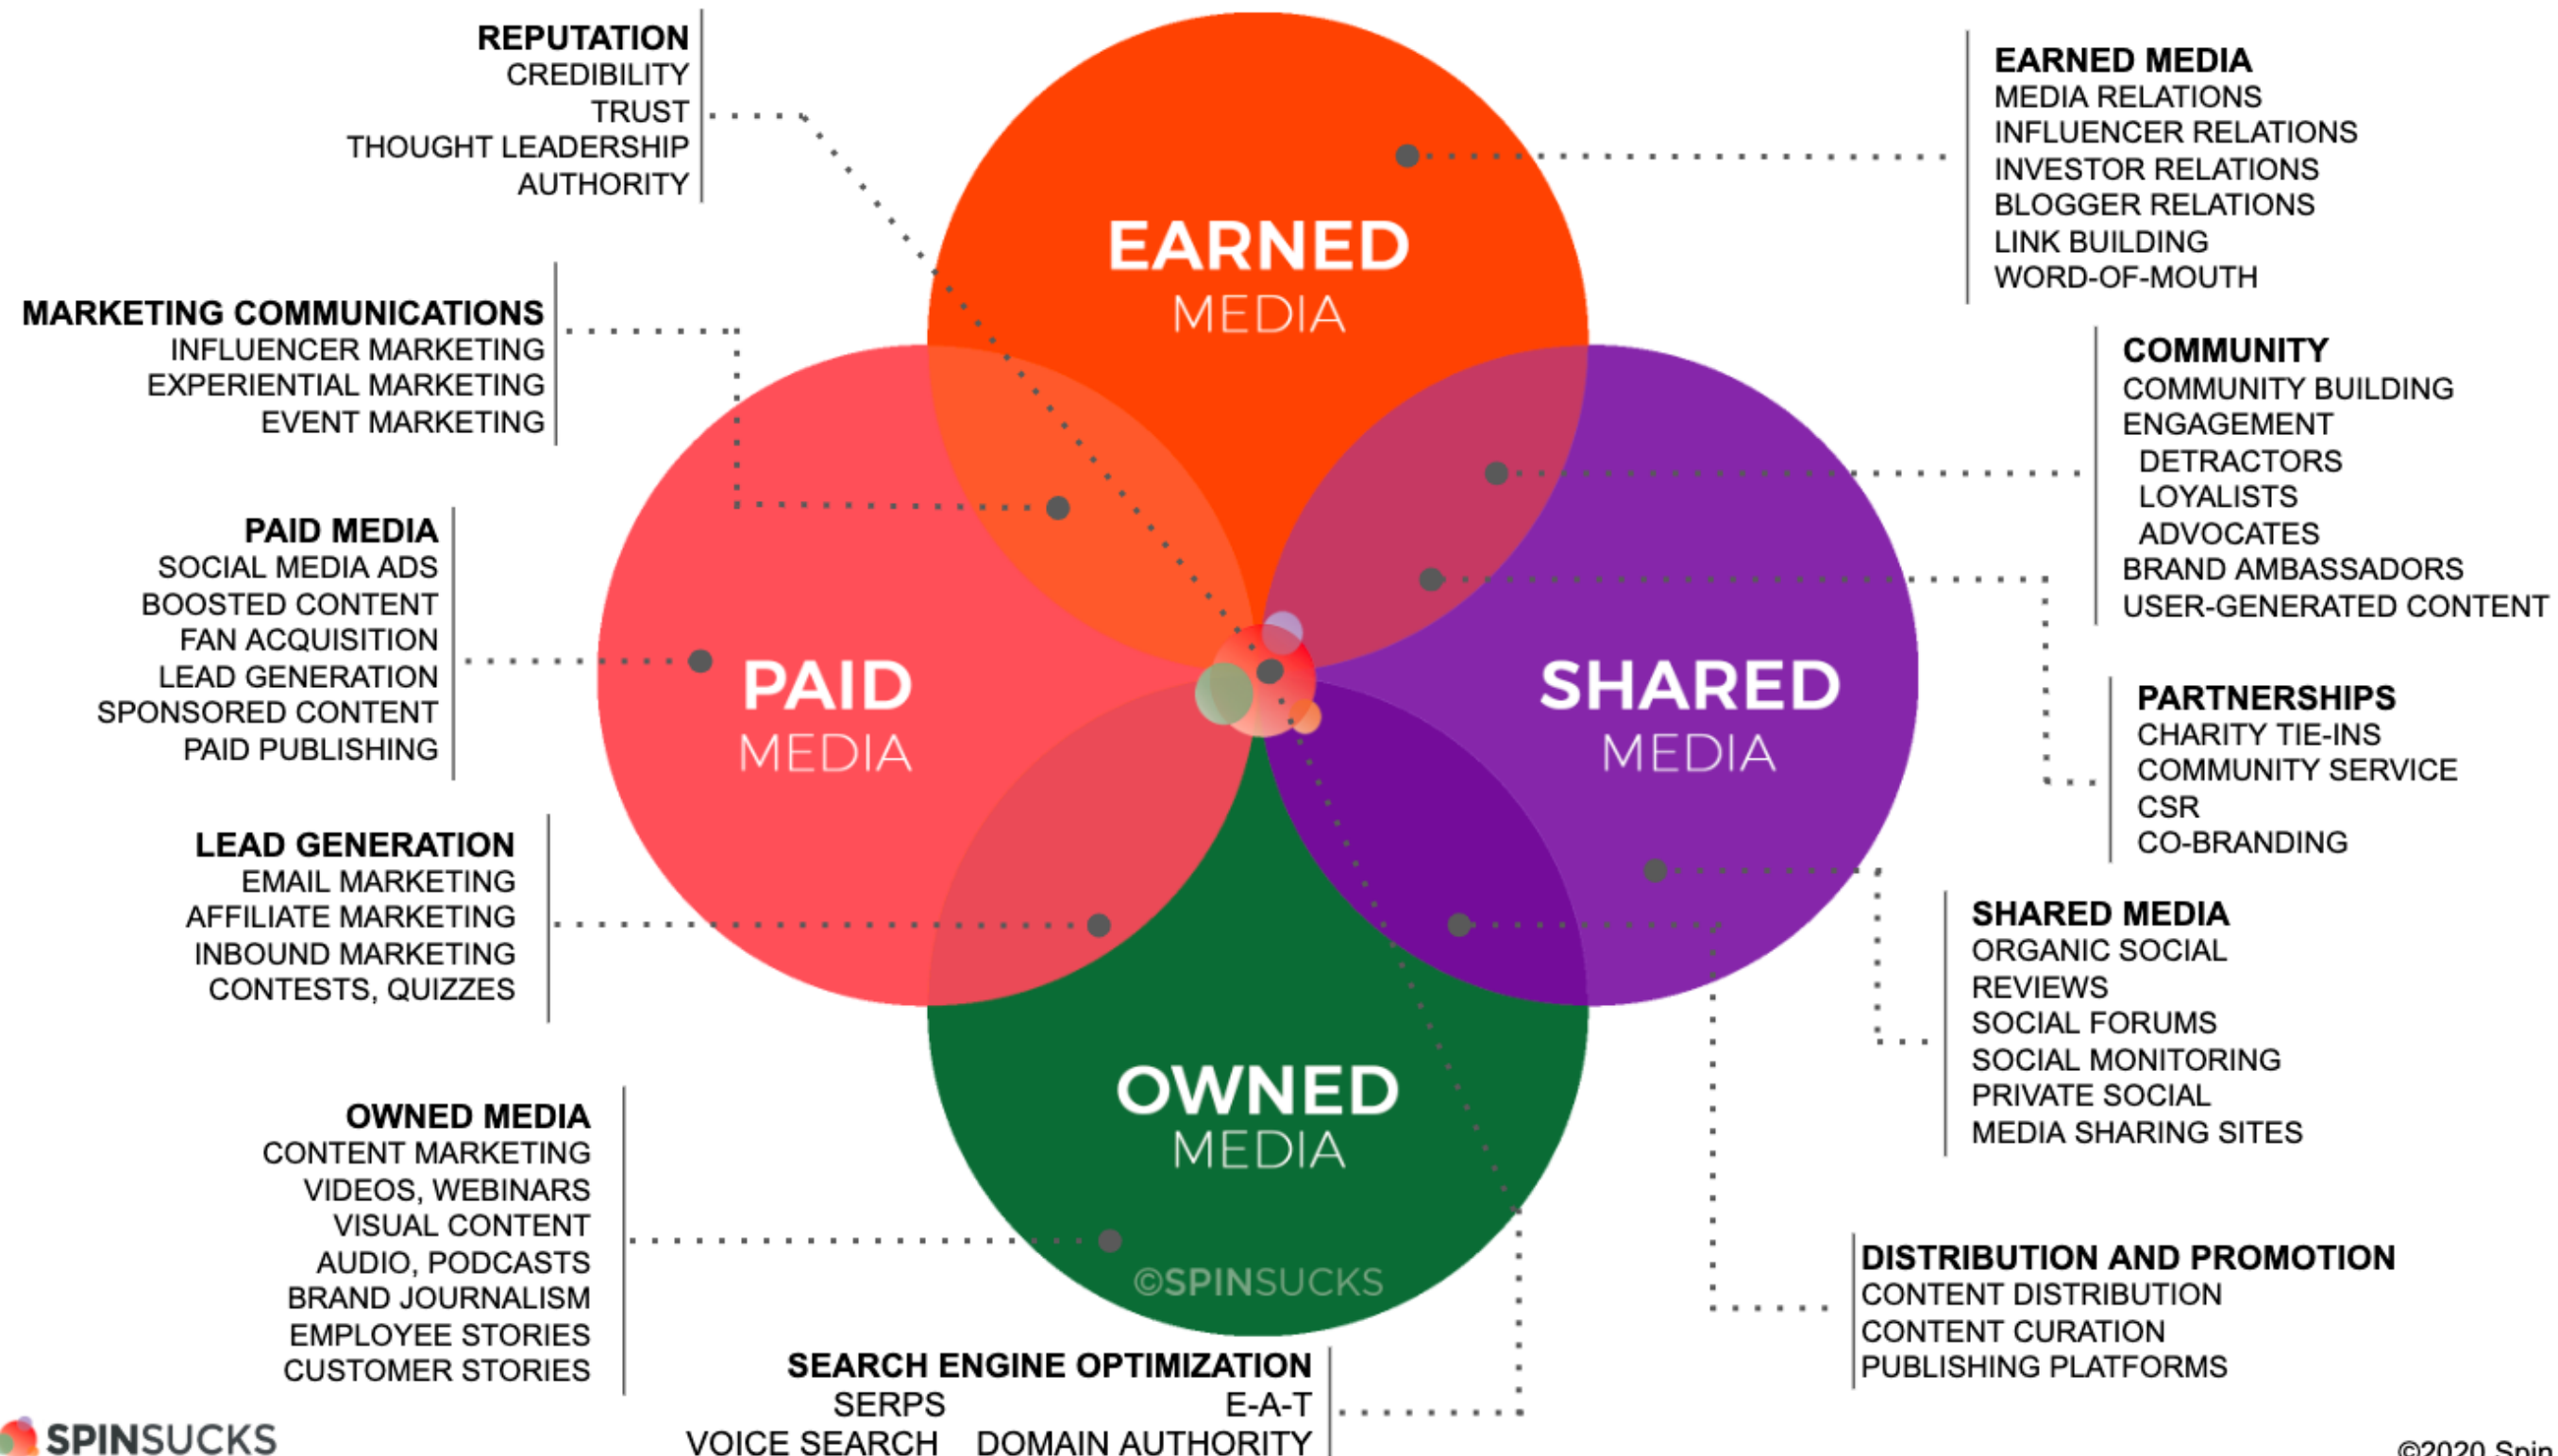 REPUTATION
CREDIBILITY
TRUST
THOUGHT LEADERSHIP
AUTHORITY
MARKETING COMMUNICATIONS
INFLUENCER MARKETING
EXPERIENTIAL MARKETING
EVENT MARKETING
PAID MEDIA
SOCIAL MEDIA ADS
BOOSTED CONTENT
FAN ACQUISITION
LEAD GENERATION
SPONSORED CONTENT
PAID PUBLISHING
LEAD GENERATION
EMAIL MARKETING
AFFILIATE MARKETING
INBOUND MARKETING
CONTESTS, QUIZZES
OWNED MEDIA
CONTENT MARKETING
VIDEOS, WEBINARS
VISUAL CONTENT
AUDIO, PODCASTS
BRAND JOURNALISM
EMPLOYEE STORIES
CUSTOMER STORIES
EARNED
MEDIA
PAID
MEDIA
SHARED
MEDIA
OWNED
MEDIA
©SPINSUCKS
SEARCH ENGINE OPTIMIZATION
SERPS E-A-T
VOICE SEARCH DOMAIN AUTHORITY
EARNED MEDIA
MEDIA RELATIONS
INFLUENCER RELATIONS
INVESTOR RELATIONS
BLOGGER RELATIONS
LINK BUILDING
WORD-OF-MOUTH
COMMUNITY
COMMUNITY BUILDING
ENGAGEMENT
DETRACTORS
LOYALISTS
ADVOCATES
BRAND AMBASSADORS
USER-GENERATED CONTENT
PARTNERSHIPS
CHARITY TIE-INS
COMMUNITY SERVICE
CSR
CO-BRANDING
SHARED MEDIA
ORGANIC SOCIAL
REVIEWS
SOCIAL FORUMS
SOCIAL MONITORING
PRIVATE SOCIAL
MEDIA SHARING SITES
DISTRIBUTION AND PROMOTION
CONTENT DISTRIBUTION
CONTENT CURATION
PUBLISHING PLATFORMS
SPINSUCKS
©2020 Spin